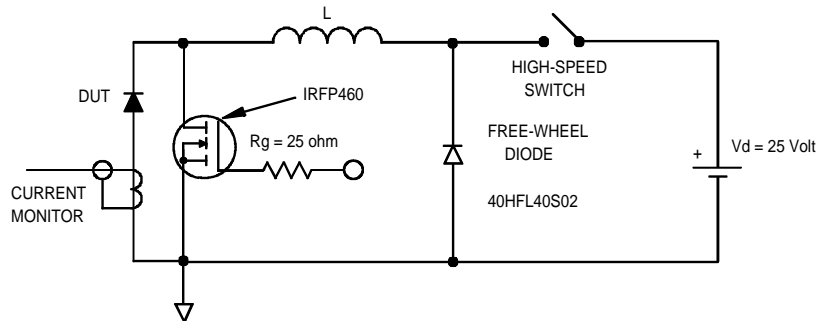 L
HIGH-SPEED
SWITCH
DUT
IRFP460
Rg = 25 ohm
FREE-WHEEL
DIODE
Vd = 25 Volt
+
CURRENT
MONITOR
40HFL40S02